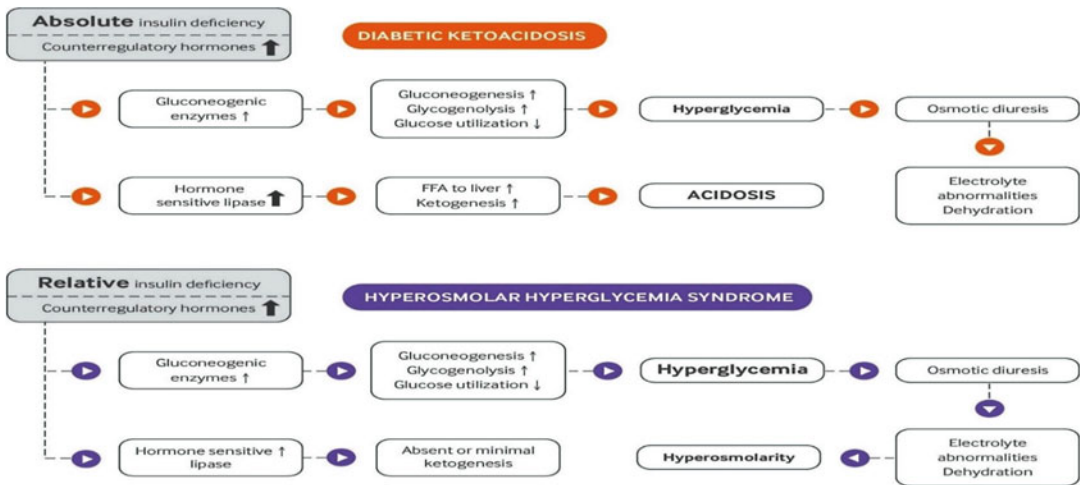 Absolute insulin deficiency
Counterregulatory hormones ↑
DIABETIC KETOACIDOSIS
Gluconeogenic
enzymes ↑
Gluconeogenesis ↑
Glycogenolysis ↑
Glucose utilization ↓
Hyperglycemia
Osmotic diuresis
Hormone
sensitive lipase ↑
FFA to liver ↑
Ketogenesis ↑
ACIDOSIS
Electrolyte
abnormalities
Dehydration
Relative insulin deficiency
Counterregulatory hormones ↑
HYPEROSMOLAR HYPERGLYCEMIA SYNDROME
Gluconeogenic
enzymes ↑
Gluconeogenesis ↑
Glycogenolysis ↑
Glucose utilization ↓
Hyperglycemia
Osmotic diuresis
Hormone sensitive ↑
lipase
Absent or minimal
ketogenesis
Hyperosmolarity
Electrolyte
abnormalities
Dehydration